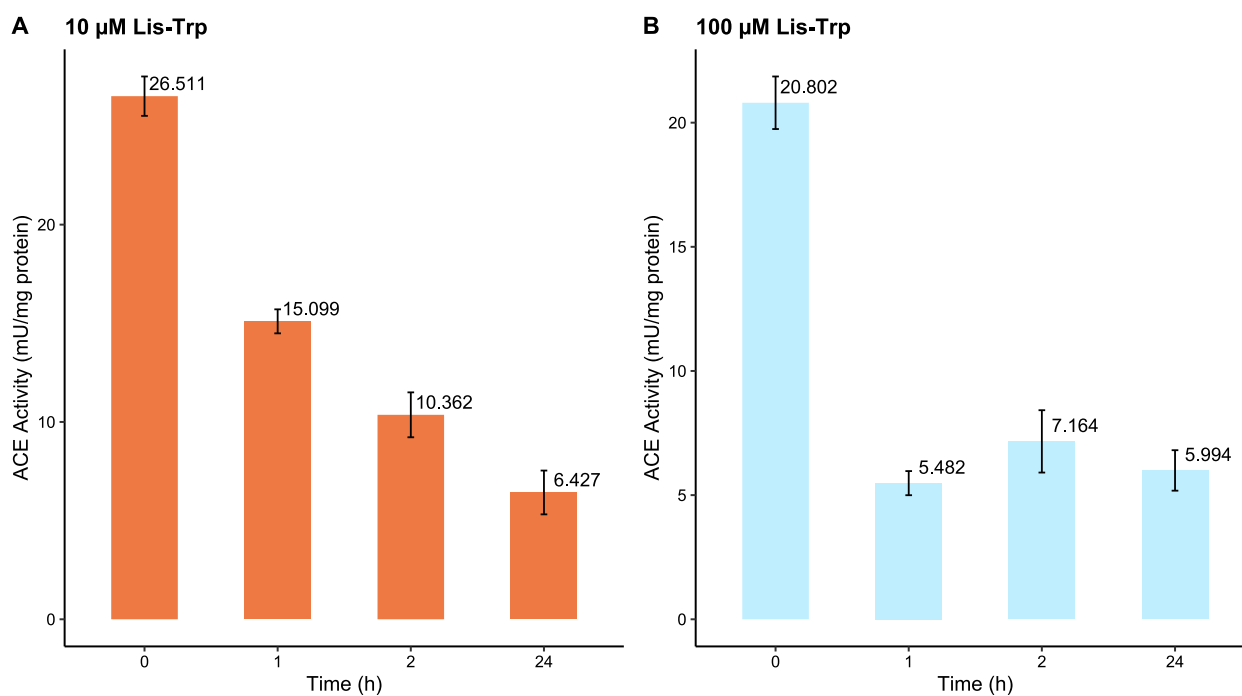 A 10 µM Lis-Trp
ACE Activity (mU/mg protein)
20
10
0
26.511
15.099
10.362
6.427
0 1 2 24
Time (h)
B 100 µM Lis-Trp
ACE Activity (mU/mg protein)
20
15
10
5
0
20.802
5.482
7.164
5.994
0 1 2 24
Time (h)